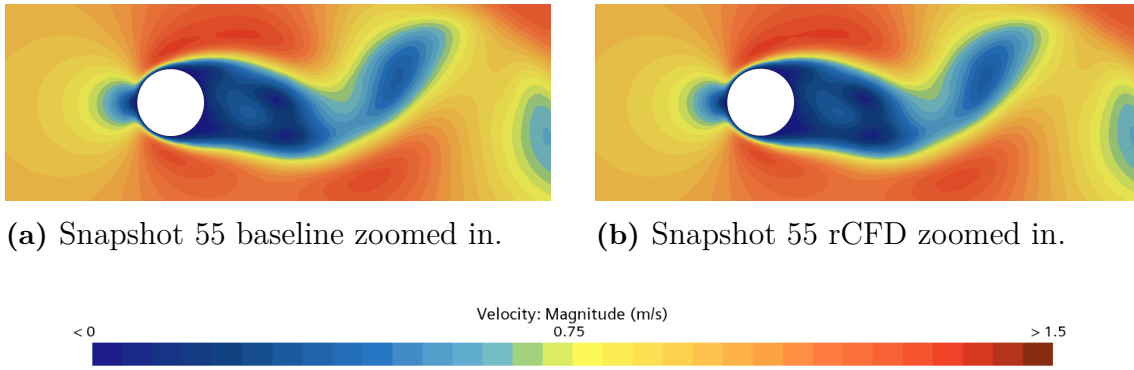 (a) Snapshot 55 baseline zoomed in.
(b) Snapshot 55 rCFD zoomed in.
Velocity: Magnitude (m/s)
< 0 0.75 > 1.5